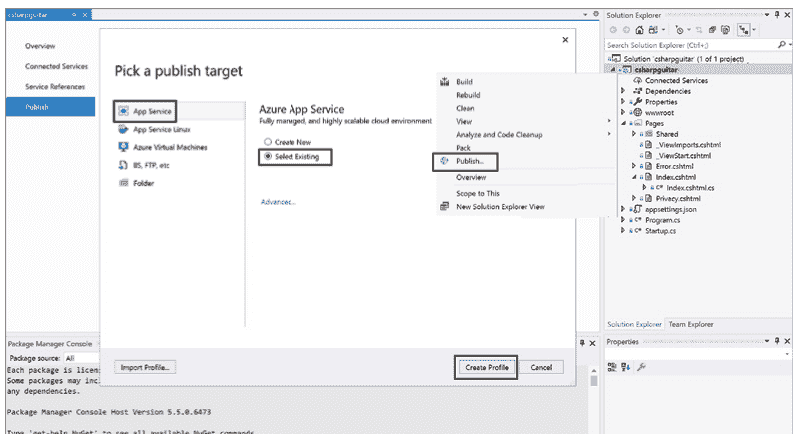 csharpguitar
Overview
Connected Services
Service References
Publish
Pick a publish target
App Service
App Service Linux
Azure Virtual Machines
IIS, FTP, etc
Folder
Azure App Service
Fully managed, and highly scalable cloud environment
Create New
Select Existing
Advanced...
Import Profile...
Create Profile
Cancel
Build
Rebuild
Clean
View
Analyze and Code Cleanup
Pack
Publish...
Overview
Scope to This
New Solution Explorer View
Solution Explorer
Search Solution Explorer (Ctrl+;)
Solution 'csharpguitar' (1 of 1 project)
csharpguitar
Connected Services
Dependencies
Properties
wwwroot
Pages
Shared
_ViewImports.cshtml
_ViewStart.cshtml
Error.cshtml
Index.cshtml
Index.cshtml.cs
Privacy.cshtml
appsettings.json
C# Program.cs
C# Startup.cs
Solution Explorer Team Explorer
Properties
Package Manager Console
Package source: All
Each package is licen
Some packages may inc
any dependencies.
Package Manager Console Host Version 5.5.0.6473
Type 'get-help NuGet' to see all available NuGet commands.